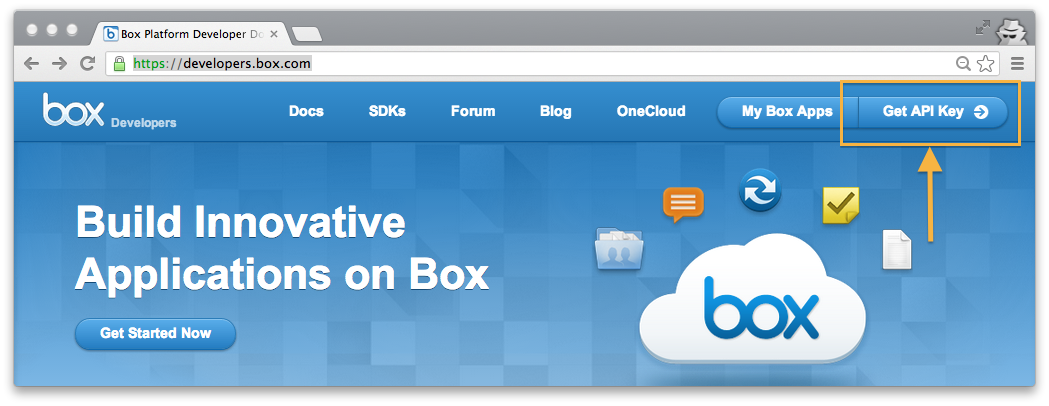 Box Platform Developer Do
https://developers.box.com
box Developers
Docs
SDKs
Forum
Blog
OneCloud
My Box Apps
Get API Key
Build Innovative
Applications on Box
Get Started Now
box